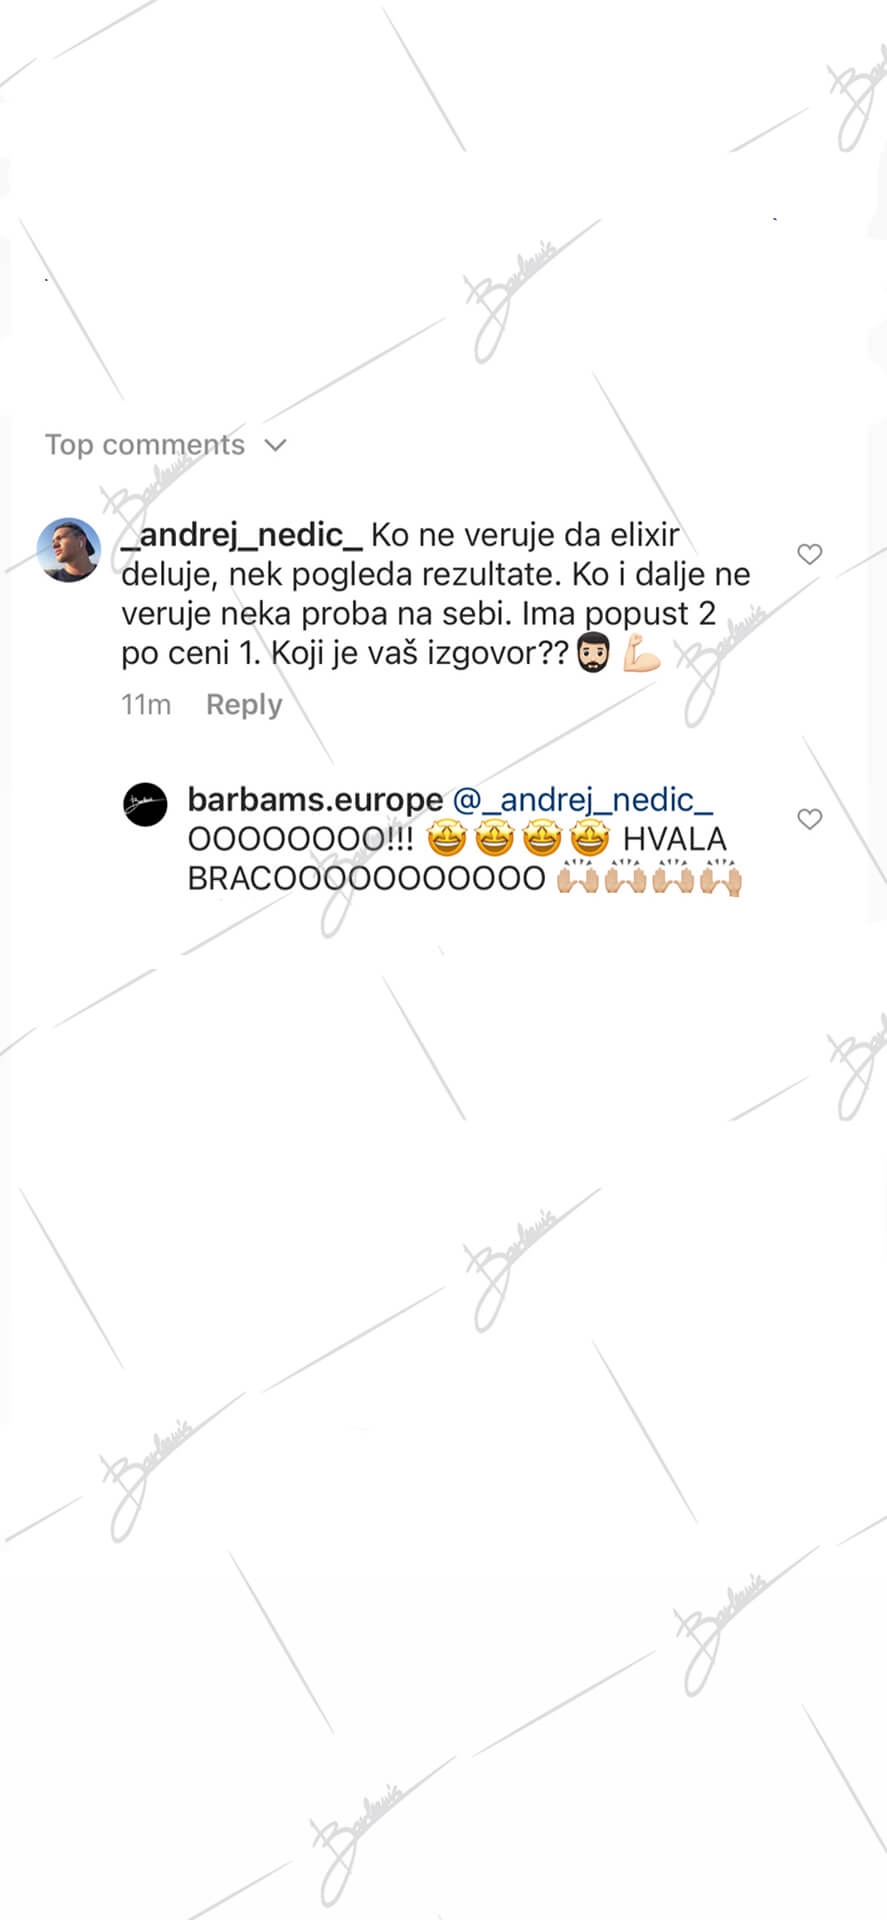 Top comments
_andrej_nedic_ Ko ne veruje da elixir
deluje, nek pogleda rezultate. Ko i dalje ne
veruje neka proba na sebi. Ima popust 2
po ceni 1. Koji je vaš izgovor??🧔🏻 💪🏻
11m Reply
barbams.europe @_andrej_nedic_
OOOOOOOO!!! 🤩🤩🤩🤩 HVALA
BRACOOOOOOOOOOO 🙌🏼🙌🏼🙌🏼🙌🏼